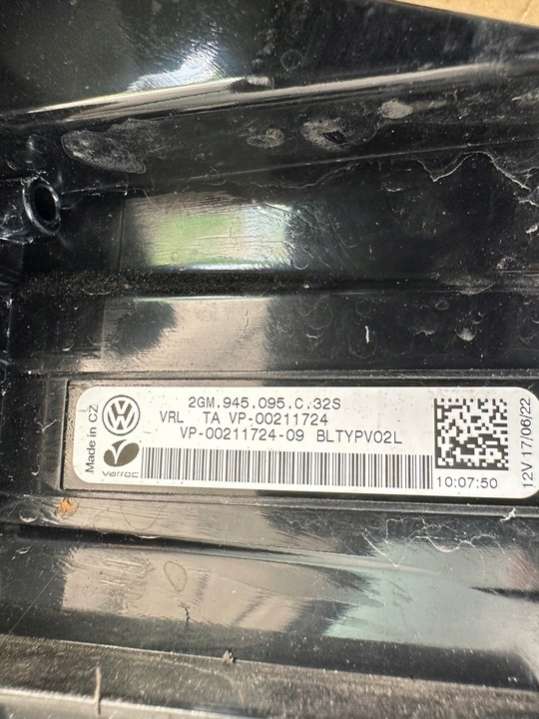 Made in CZ
VW
varroc
2GM.945.095.C.32S
VRL TA VP-00211724
VP-00211724-09 BLTYPV02L
10:07:50
12V 17/06/22